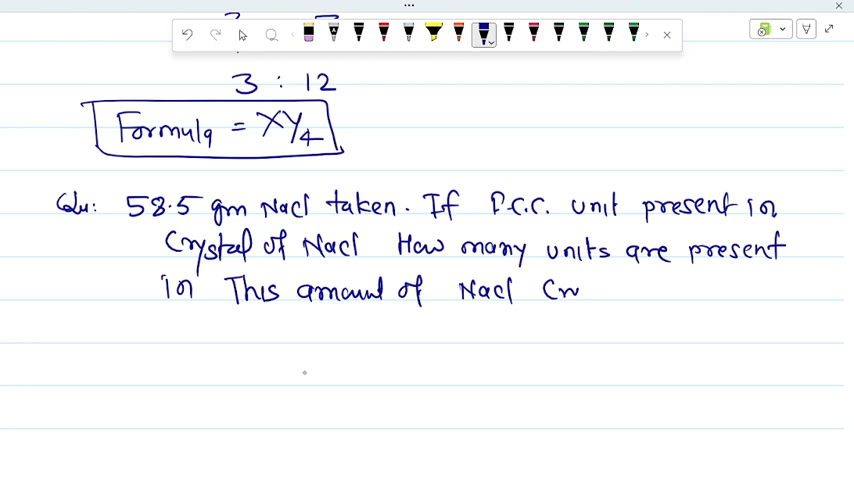 3 : 12
Formula = XY4
Qu: 58.5 gm Nacl taken. If F.C.C. unit present in
Crystal of Nacl How many units are present
in This amount of Nacl Cry